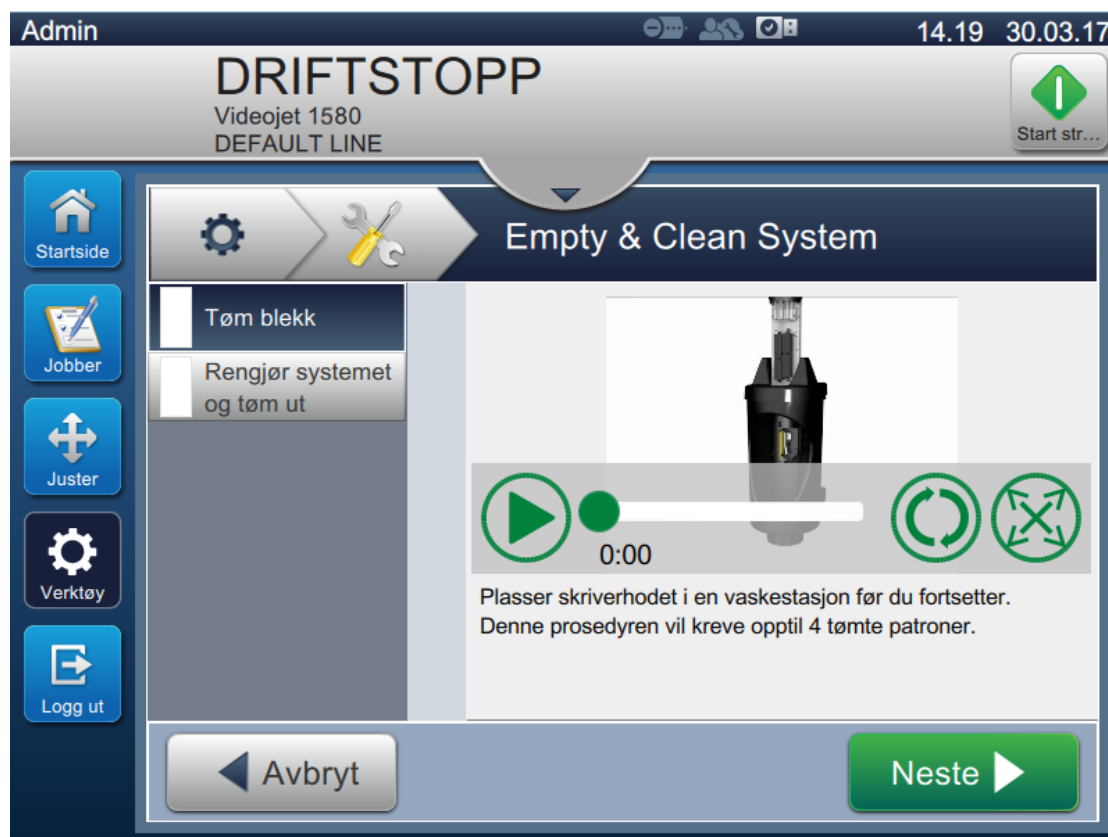 Admin
14.19 30.03.17
DRIFTSTOPP
Videojet 1580
DEFAULT LINE
Start str...
Startside
Jobber
Juster
Verktøy
Logg ut
Empty & Clean System
Tøm blekk
Rengjør systemet
og tøm ut
0:00
Plasser skriverhodet i en vaskestasjon før du fortsetter.
Denne prosedyren vil kreve opptil 4 tømte patroner.
Avbryt
Neste